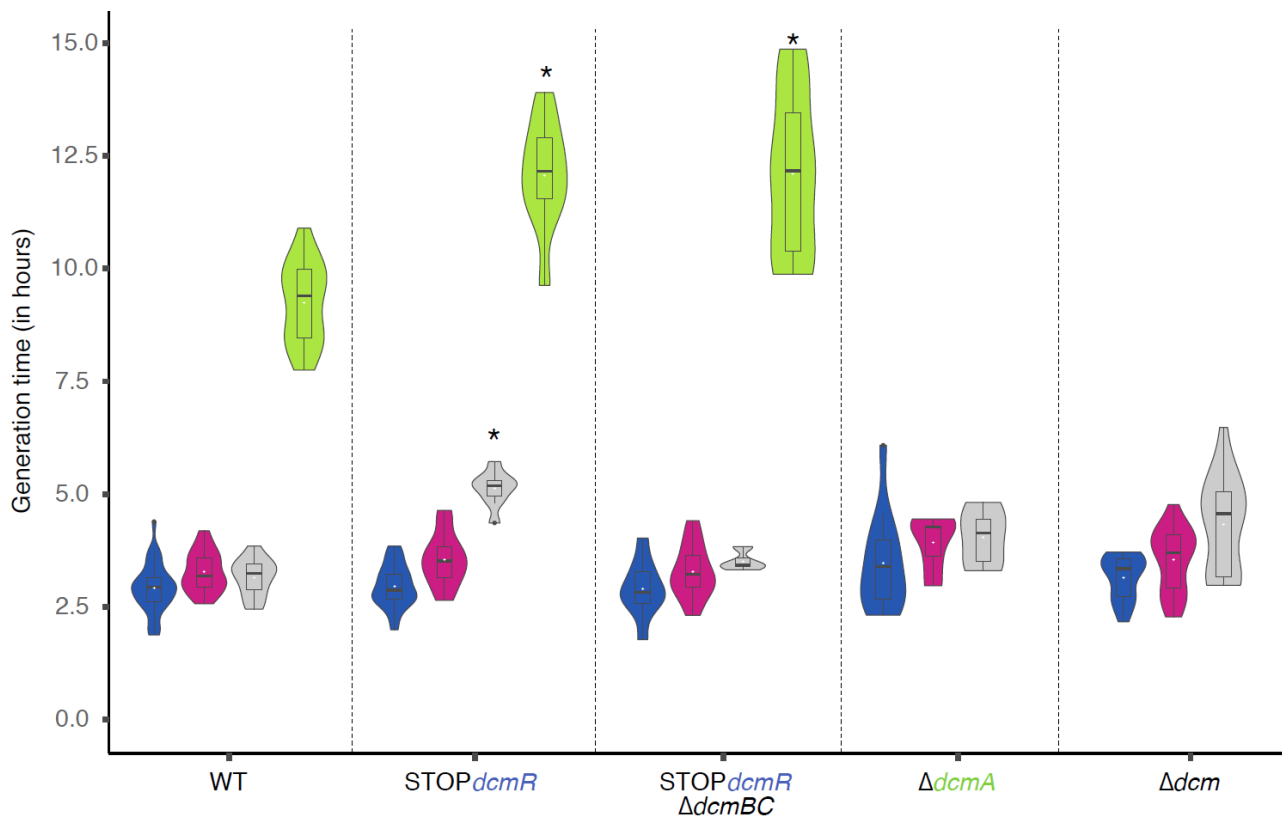 Generation time (in hours)
15.0
12.5
10.0
7.5
5.0
2.5
0.0
*
*
*
WT
STOPdcmR
STOPdcmR
ΔdcmBC
ΔdcmA
Δdcm